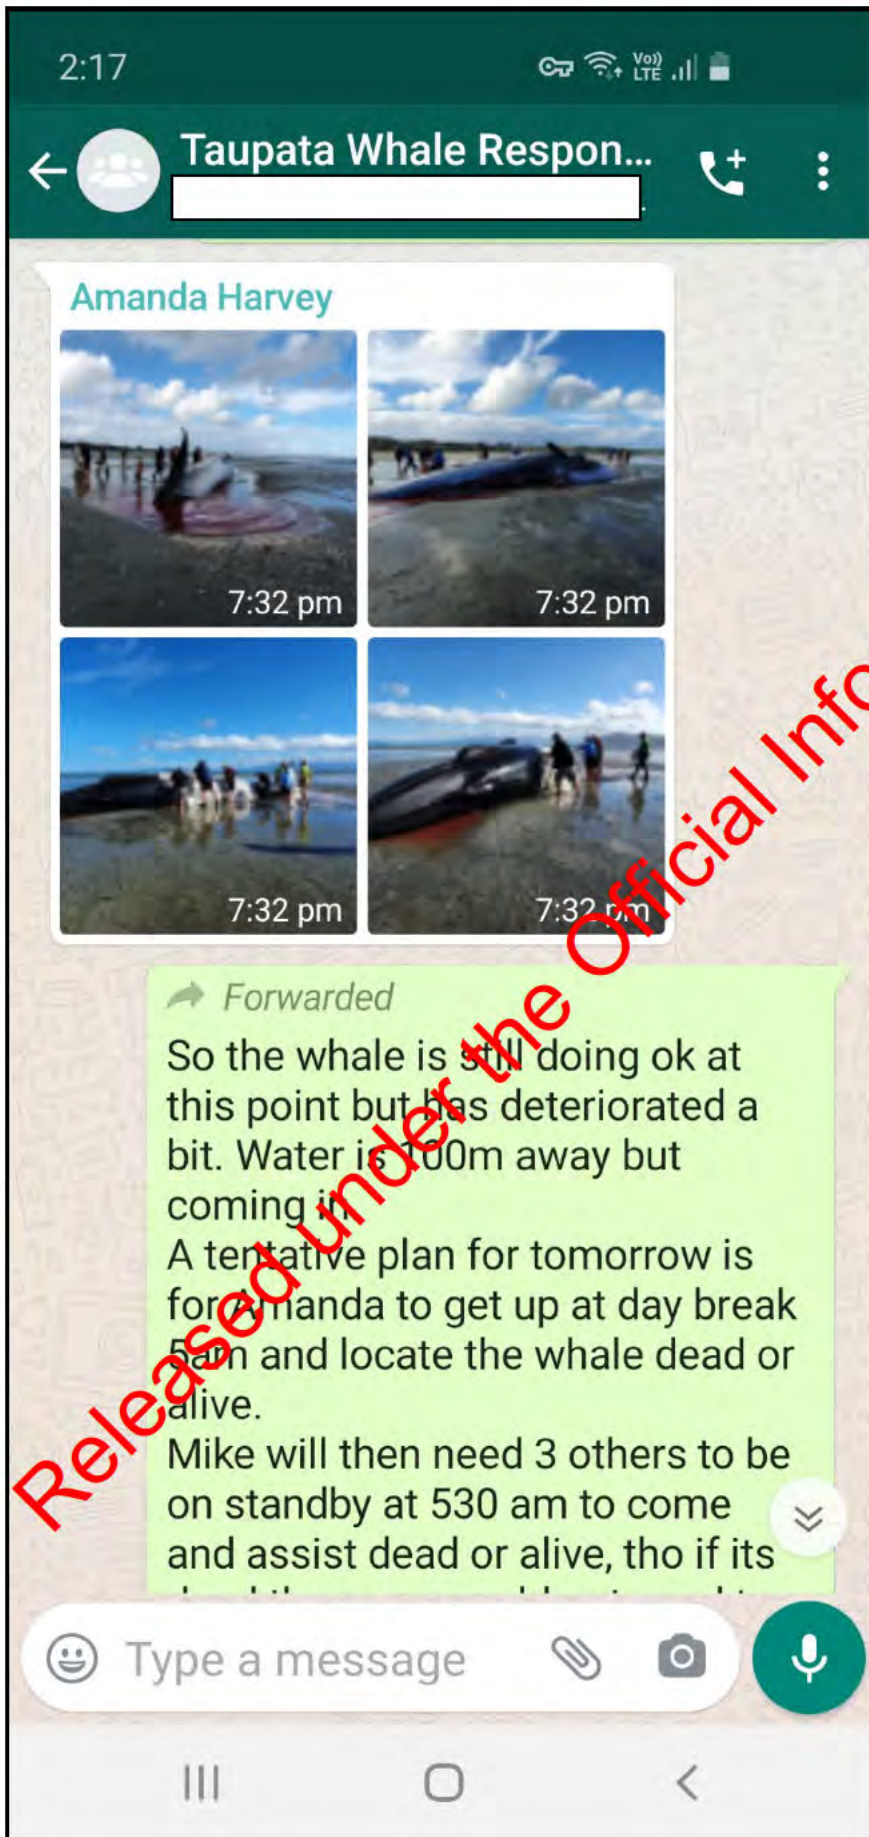 2:17
Vo))
LTE
Taupata Whale Respon...
Amanda Harvey
7:32 pm
7:32 pm
7:32 pm
7:32 pm
Forwarded
So the whale is still doing ok at
this point but has deteriorated a
bit. Water is 100m away but
coming in
A tentative plan for tomorrow is
for Amanda to get up at day break
5am and locate the whale dead or
alive.
Mike will then need 3 others to be
on standby at 530 am to come
and assist dead or alive, tho if its
Type a message
Released under the Official Info